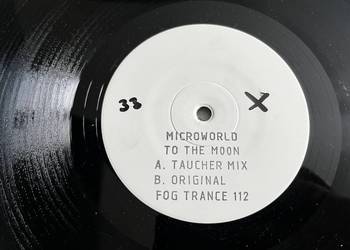 33 X
MICROWORLD
TO THE MOON
A. TAUCHER MIX
B. ORIGINAL
FOG TRANCE 112